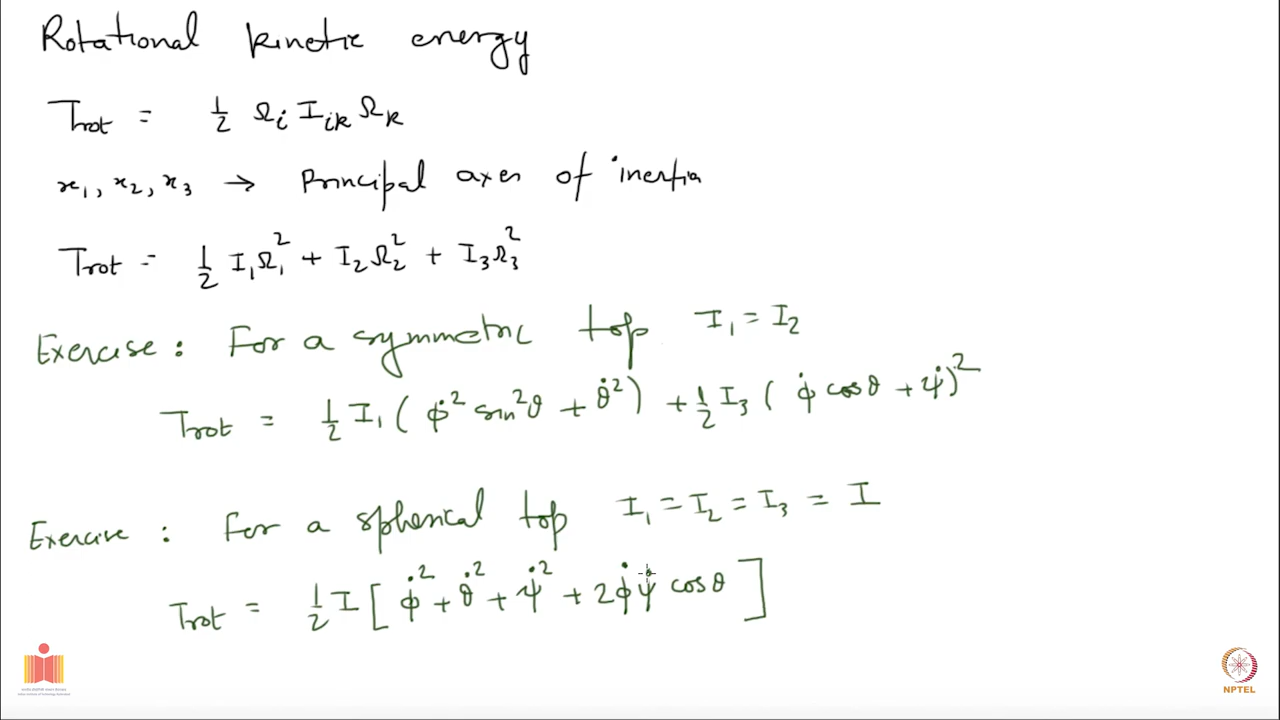 Rotational kinetic energy
Trot = 1/2 Ωi Iik Ωk
x1, x2, x3 → Principal axes of inertia
Trot = 1/2 I1Ω1² + I2Ω2² + I3Ω3²
Exercise : For a symmetric top I1 = I2
Trot = 1/2 I1 ( φ̇² sin²θ + θ̇² ) + 1/2 I3 ( φ̇ cosθ + ψ̇ )²
Exercise : For a spherical top I1 = I2 = I3 = I
Trot = 1/2 I [ φ̇² + θ̇² + ψ̇² + 2φ̇ψ̇ cosθ ]
NPTEL